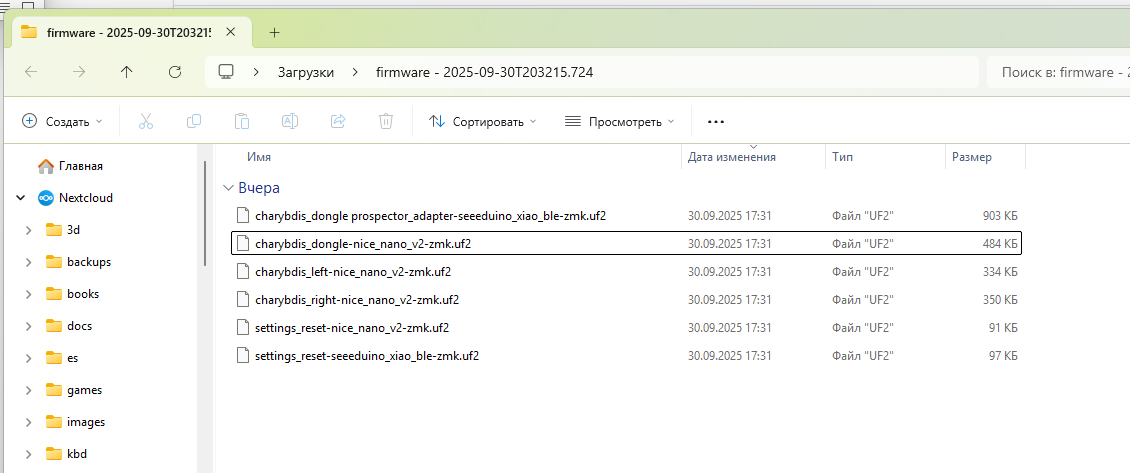 firmware - 2025-09-30T203215
Загрузки firmware - 2025-09-30T203215.724 Поиск в: firmware - 2
Создать Сортировать Просмотреть
Имя Дата изменения Тип Размер
Главная
Вчера
Nextcloud
charybdis_dongle prospector_adapter-seeeduino_xiao_ble-zmk.uf2 30.09.2025 17:31 Файл "UF2" 903 КБ
3d
charybdis_dongle-nice_nano_v2-zmk.uf2 30.09.2025 17:31 Файл "UF2" 484 КБ
backups
charybdis_left-nice_nano_v2-zmk.uf2 30.09.2025 17:31 Файл "UF2" 334 КБ
books
charybdis_right-nice_nano_v2-zmk.uf2 30.09.2025 17:31 Файл "UF2" 350 КБ
docs
settings_reset-nice_nano_v2-zmk.uf2 30.09.2025 17:31 Файл "UF2" 91 КБ
es
settings_reset-seeeduino_xiao_ble-zmk.uf2 30.09.2025 17:31 Файл "UF2" 97 КБ
games
images
kbd